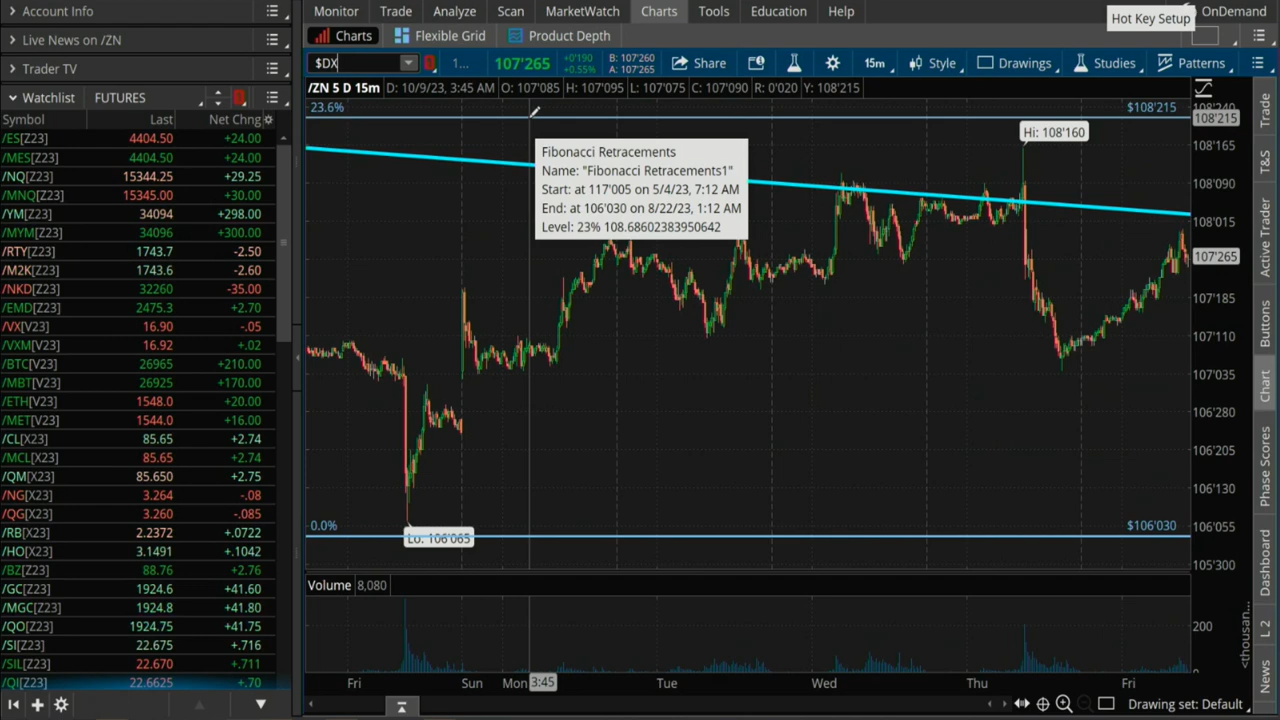 Account Info
Live News on /ZN
Trader TV
Watchlist FUTURES
Symbol Last Net Chng
/ES[Z23] 4404.50 +24.00
/MES[Z23] 4404.50 +24.00
/NQ[Z23] 15344.25 +29.25
/MNQ[Z23] 15345.00 +30.00
/YM[Z23] 34094 +298.00
/MYM[Z23] 34096 +300.00
/RTY[Z23] 1743.7 -2.50
/M2K[Z23] 1743.6 -2.60
/NKD[Z23] 32260 -35.00
/EMD[Z23] 2475.3 +2.70
/VX[V23] 16.90 -.05
/VXM[V23] 16.92 +.02
/BTC[V23] 26965 +210.00
/MBT[V23] 26925 +170.00
/ETH[V23] 1548.0 +20.00
/MET[V23] 1544.0 +16.00
/CL[X23] 85.65 +2.74
/MCL[X23] 85.65 +2.74
/QM[X23] 85.650 +2.75
/NG[X23] 3.264 -.08
/QG[X23] 3.260 -.085
/RB[X23] 2.2372 +.0722
/HO[X23] 3.1491 +.1042
/BZ[Z23] 88.76 +2.76
/GC[Z23] 1924.6 +41.60
/MGC[Z23] 1924.8 +41.80
/QO[Z23] 1924.75 +41.75
/SI[Z23] 22.675 +.716
/SIL[Z23] 22.670 +.711
/QI[Z23] 22.6625 +.70
Monitor Trade Analyze Scan MarketWatch Charts Tools Education Help
Hot Key Setup
OnDemand
Charts Flexible Grid Product Depth
$DX 1... 107'265 +0'190 +0.55% B: 107'260 A: 107'265 Share 15m Style Drawings Studies Patterns
/ZN 5 D 15m D: 10/9/23, 3:45 AM O: 107'085 H: 107'095 L: 107'075 C: 107'090 R: 0'020 Y: 108'215
23.6% $108'215
Fibonacci Retracements
Name: "Fibonacci Retracements1"
Start: at 117'005 on 5/4/23, 7:12 AM
End: at 106'030 on 8/22/23, 1:12 AM
Level: 23% 108.68602383950642
Hi: 108'160
Lo: 106'065
0.0% $106'030
108'240
108'215
108'165
108'090
108'015
107'265
107'185
107'110
107'035
106'280
106'205
106'130
106'055
105'300
Volume 8,080
200
<thousan...
Fri Sun Mon 3:45 Tue Wed Thu Fri
Drawing set: Default
Trade
T&S
Active Trader
Buttons
Chart
Phase Scores
Dashboard
L 2
News